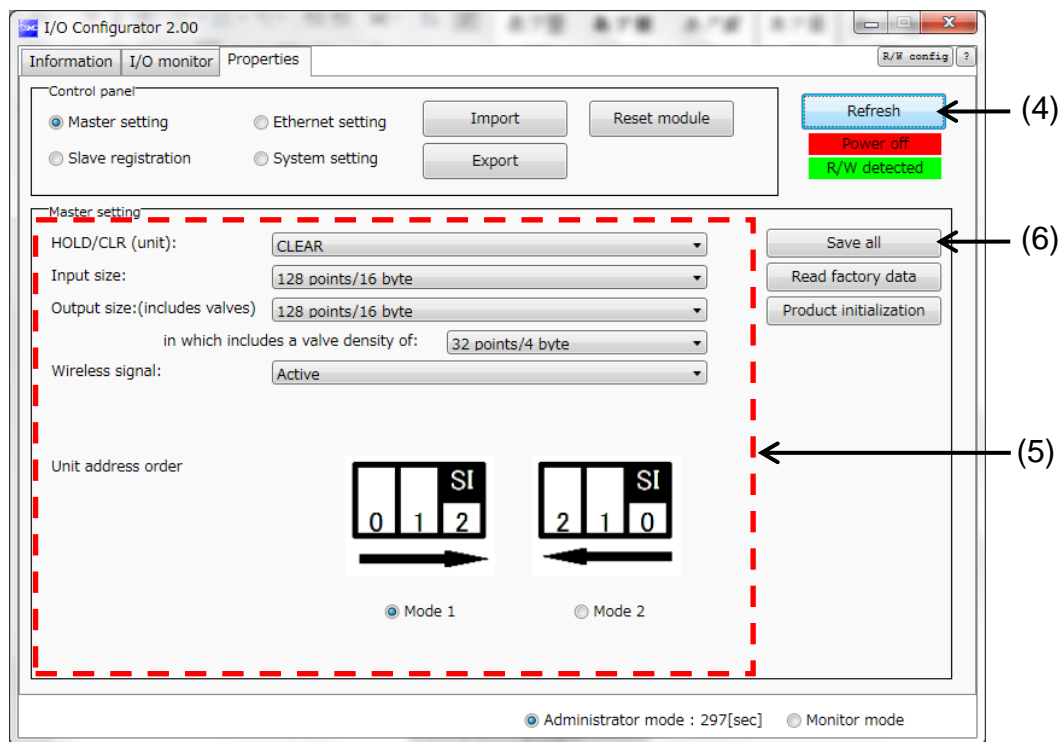 I/O Configurator 2.00
Information I/O monitor Properties R/W config ?
Control panel
Master setting Ethernet setting Import Reset module Refresh (4)
Power off
Slave registration System setting Export R/W detected
Master setting
HOLD/CLR (unit): CLEAR Save all (6)
Input size: 128 points/16 byte Read factory data
Output size:(includes valves) 128 points/16 byte Product initialization
in which includes a valve density of: 32 points/4 byte
Wireless signal: Active
(5)
Unit address order
SI SI
0 1 2 2 1 0
Mode 1 Mode 2
Administrator mode : 297[sec] Monitor mode